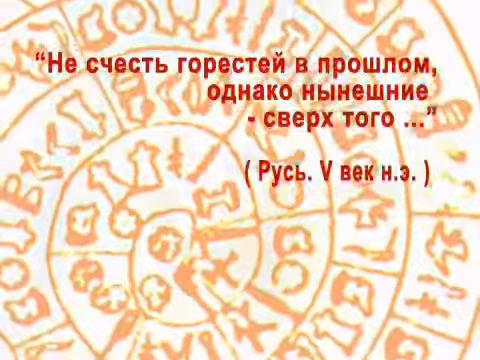 “Не счесть горестей в прошлом,
однако нынешние
- сверх того ...”
( Русь. V век н.э. )